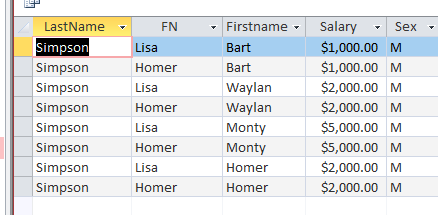 LastName FN Firstname Salary Sex
Simpson Lisa Bart $1,000.00 M
Simpson Homer Bart $1,000.00 M
Simpson Lisa Waylan $2,000.00 M
Simpson Homer Waylan $2,000.00 M
Simpson Lisa Monty $5,000.00 M
Simpson Homer Monty $5,000.00 M
Simpson Lisa Homer $2,000.00 M
Simpson Homer Homer $2,000.00 M